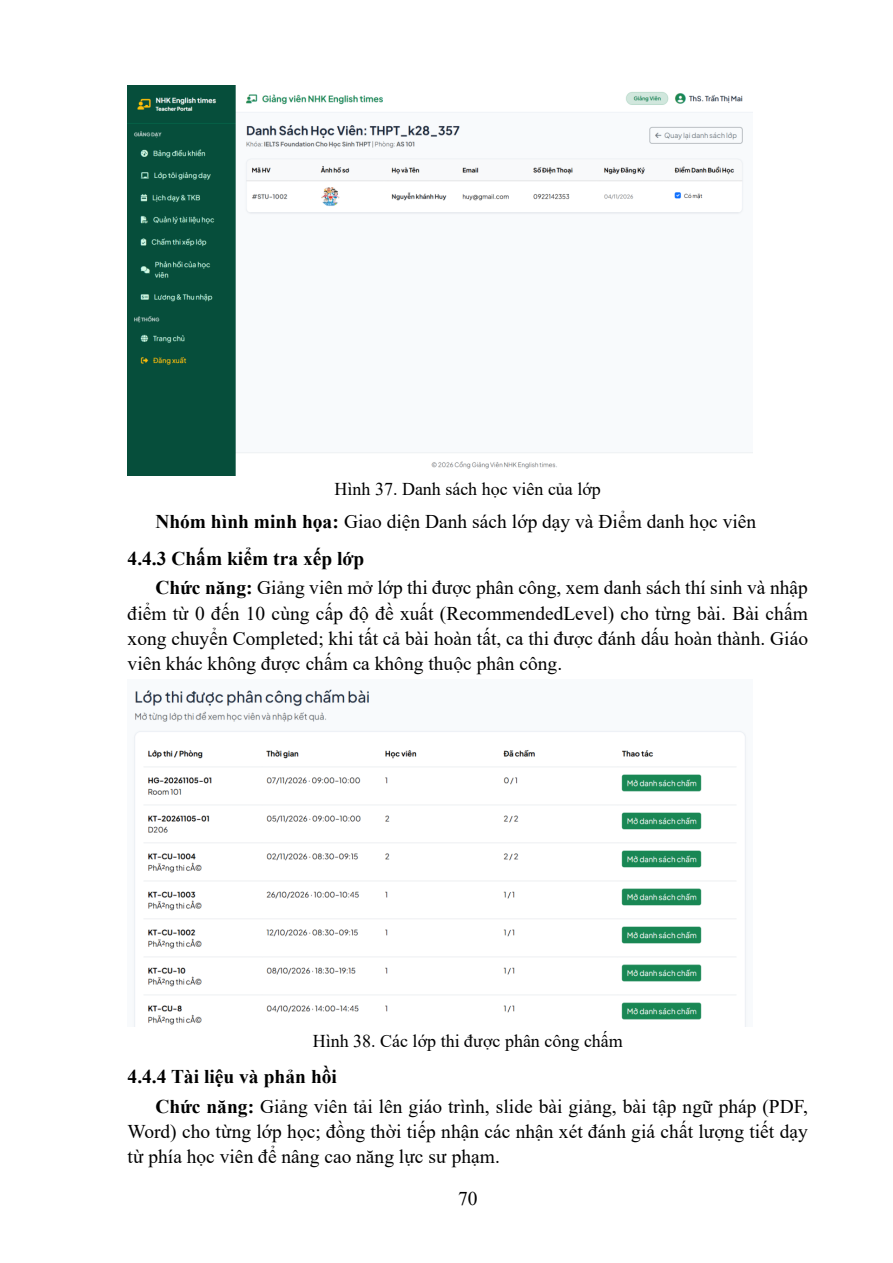 NHK English times
Teacher Portal
GIẢNG DẠY
Bảng điều khiển
Lớp tôi giảng dạy
Lịch dạy & TKB
Quản lý tài liệu học
Chấm thi xếp lớp
Phản hồi của học
viên
Lương & Thu nhập
HỆ THỐNG
Trang chủ
Đăng xuất
Giảng viên NHK English times
Giảng Viên
ThS. Trần Thị Mai
Danh Sách Học Viên: THPT_k28_357
Khóa: IELTS Foundation Cho Học Sinh THPT | Phòng: AS 101
← Quay lại danh sách lớp
Mã HV Ảnh hồ sơ Họ và Tên Email Số Điện Thoại Ngày Đăng Ký Điểm Danh Buổi Học
#STU-1002 Nguyễn khánh Huy huy@gmail.com 0922142353 04/11/2026 Có mặt
© 2026 Cổng Giảng Viên NHK English times.
Hình 37. Danh sách học viên của lớp
Nhóm hình minh họa: Giao diện Danh sách lớp dạy và Điểm danh học viên
4.4.3 Chấm kiểm tra xếp lớp
Chức năng: Giảng viên mở lớp thi được phân công, xem danh sách thí sinh và nhập
điểm từ 0 đến 10 cùng cấp độ đề xuất (RecommendedLevel) cho từng bài. Bài chấm
xong chuyển Completed; khi tất cả bài hoàn tất, ca thi được đánh dấu hoàn thành. Giáo
viên khác không được chấm ca không thuộc phân công.
Lớp thi được phân công chấm bài
Mở từng lớp thi để xem học viên và nhập kết quả.
Lớp thi / Phòng Thời gian Học viên Đã chấm Thao tác
HG-20261105-01 07/11/2026 · 09:00–10:00 1 0/1 Mở danh sách chấm
Room 101
KT-20261105-01 05/11/2026 · 09:00–10:00 2 2/2 Mở danh sách chấm
D206
KT-CU-1004 02/11/2026 · 08:30–09:15 2 2/2 Mở danh sách chấm
PhÃ²ng thi cÅ©
KT-CU-1003 26/10/2026 · 10:00–10:45 1 1/1 Mở danh sách chấm
PhÃ²ng thi cÅ©
KT-CU-1002 12/10/2026 · 08:30–09:15 1 1/1 Mở danh sách chấm
PhÃ²ng thi cÅ©
KT-CU-10 08/10/2026 · 18:30–19:15 1 1/1 Mở danh sách chấm
PhÃ²ng thi cÅ©
KT-CU-8 04/10/2026 · 14:00–14:45 1 1/1 Mở danh sách chấm
PhÃ²ng thi cÅ©
Hình 38. Các lớp thi được phân công chấm
4.4.4 Tài liệu và phản hồi
Chức năng: Giảng viên tải lên giáo trình, slide bài giảng, bài tập ngữ pháp (PDF,
Word) cho từng lớp học; đồng thời tiếp nhận các nhận xét đánh giá chất lượng tiết dạy
từ phía học viên để nâng cao năng lực sư phạm.
70